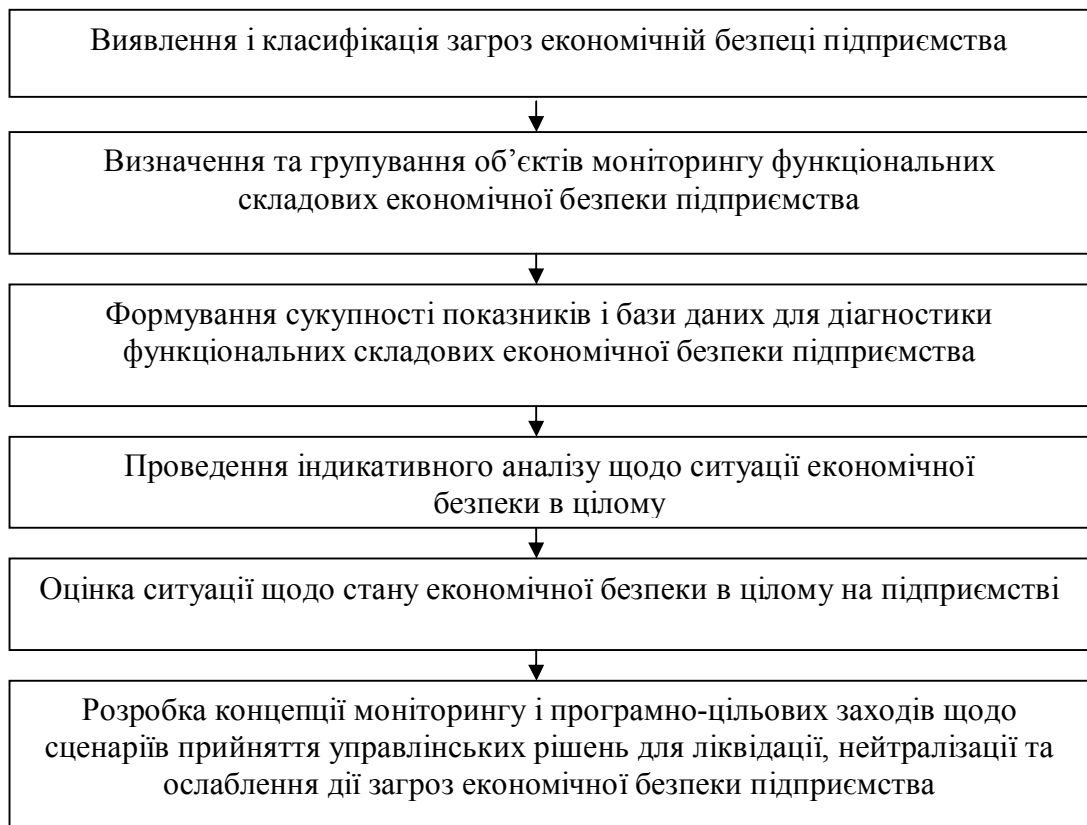 Виявлення і класифікація загроз економічній безпеці підприємства
Визначення та групування об’єктів моніторингу функціональних
складових економічної безпеки підприємства
Формування сукупності показників і бази даних для діагностики
функціональних складових економічної безпеки підприємства
Проведення індикативного аналізу щодо ситуації економічної
безпеки в цілому
Оцінка ситуації щодо стану економічної безпеки в цілому на підприємстві
Розробка концепції моніторингу і програмно-цільових заходів щодо
сценаріїв прийняття управлінських рішень для ліквідації, нейтралізації та
ослаблення дії загроз економічної безпеки підприємства